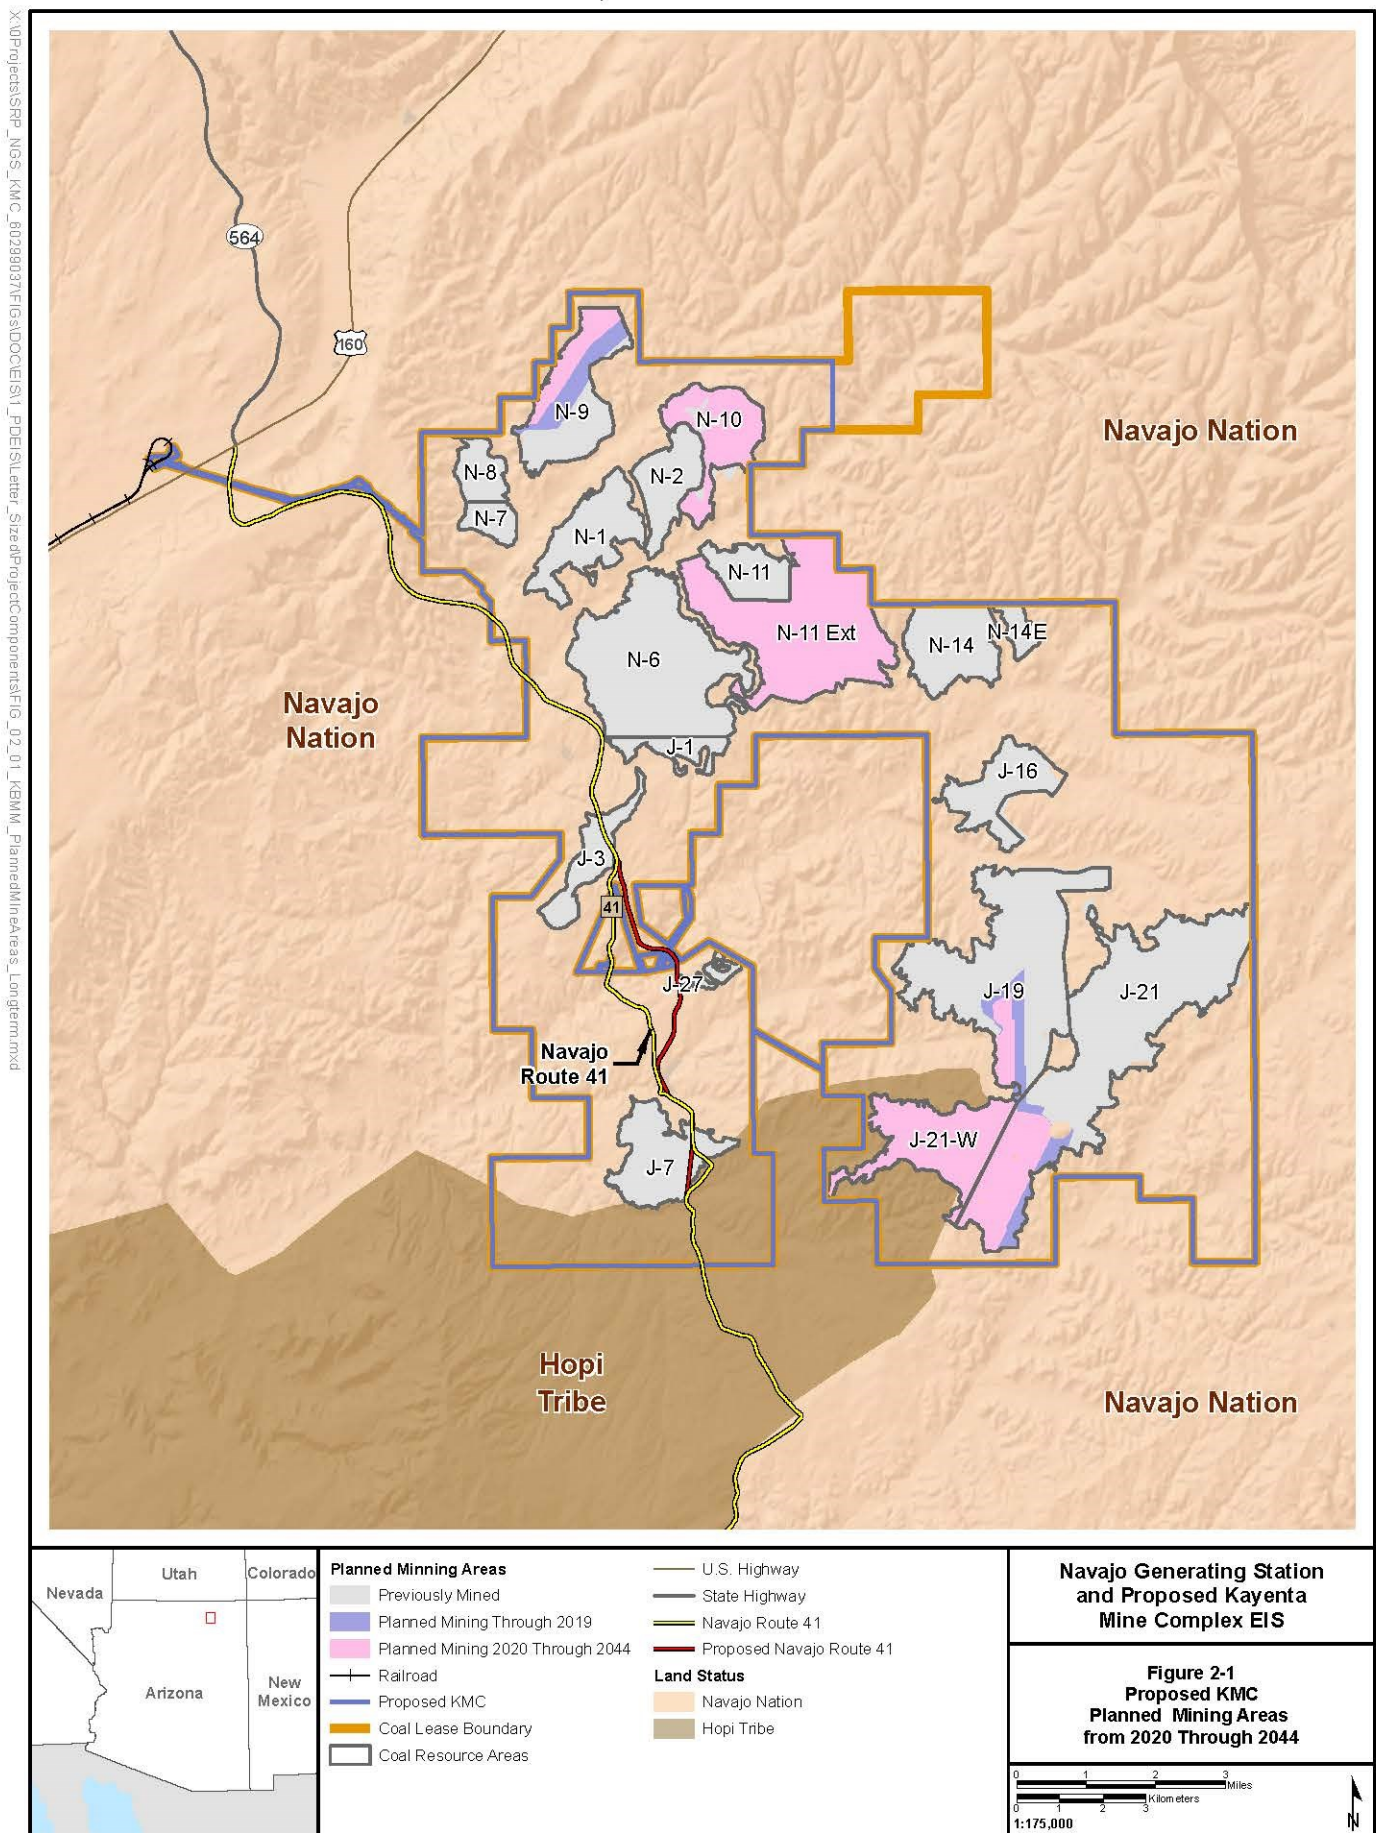 X:\0Projects\SRP_NGS_KMC_60299037\FIGs\DOC\EIS\1_PDEIS\Letter_Sized\ProjectComponents\FIG_02_01_KBMM_PlannedMineAreas_Longterm.mxd
564
160
N-9
N-10
Navajo Nation
N-8
N-2
N-7
N-1
N-11
N-11 Ext
N-14
N-14E
N-6
Navajo
Nation
J-1
J-16
J-3
41
J-27
J-19
J-21
Navajo
Route 41
J-21-W
J-7
Hopi
Tribe
Navajo Nation
Nevada
Utah
Colorado
Arizona
New
Mexico
Planned Minning Areas
Previously Mined
Planned Mining Through 2019
Planned Mining 2020 Through 2044
Railroad
Proposed KMC
Coal Lease Boundary
Coal Resource Areas
U.S. Highway
State Highway
Navajo Route 41
Proposed Navajo Route 41
Land Status
Navajo Nation
Hopi Tribe
Navajo Generating Station
and Proposed Kayenta
Mine Complex EIS
Figure 2-1
Proposed KMC
Planned Mining Areas
from 2020 Through 2044
0 1 2 3
Miles
Kilometers
0 1 2 3
1:175,000
N